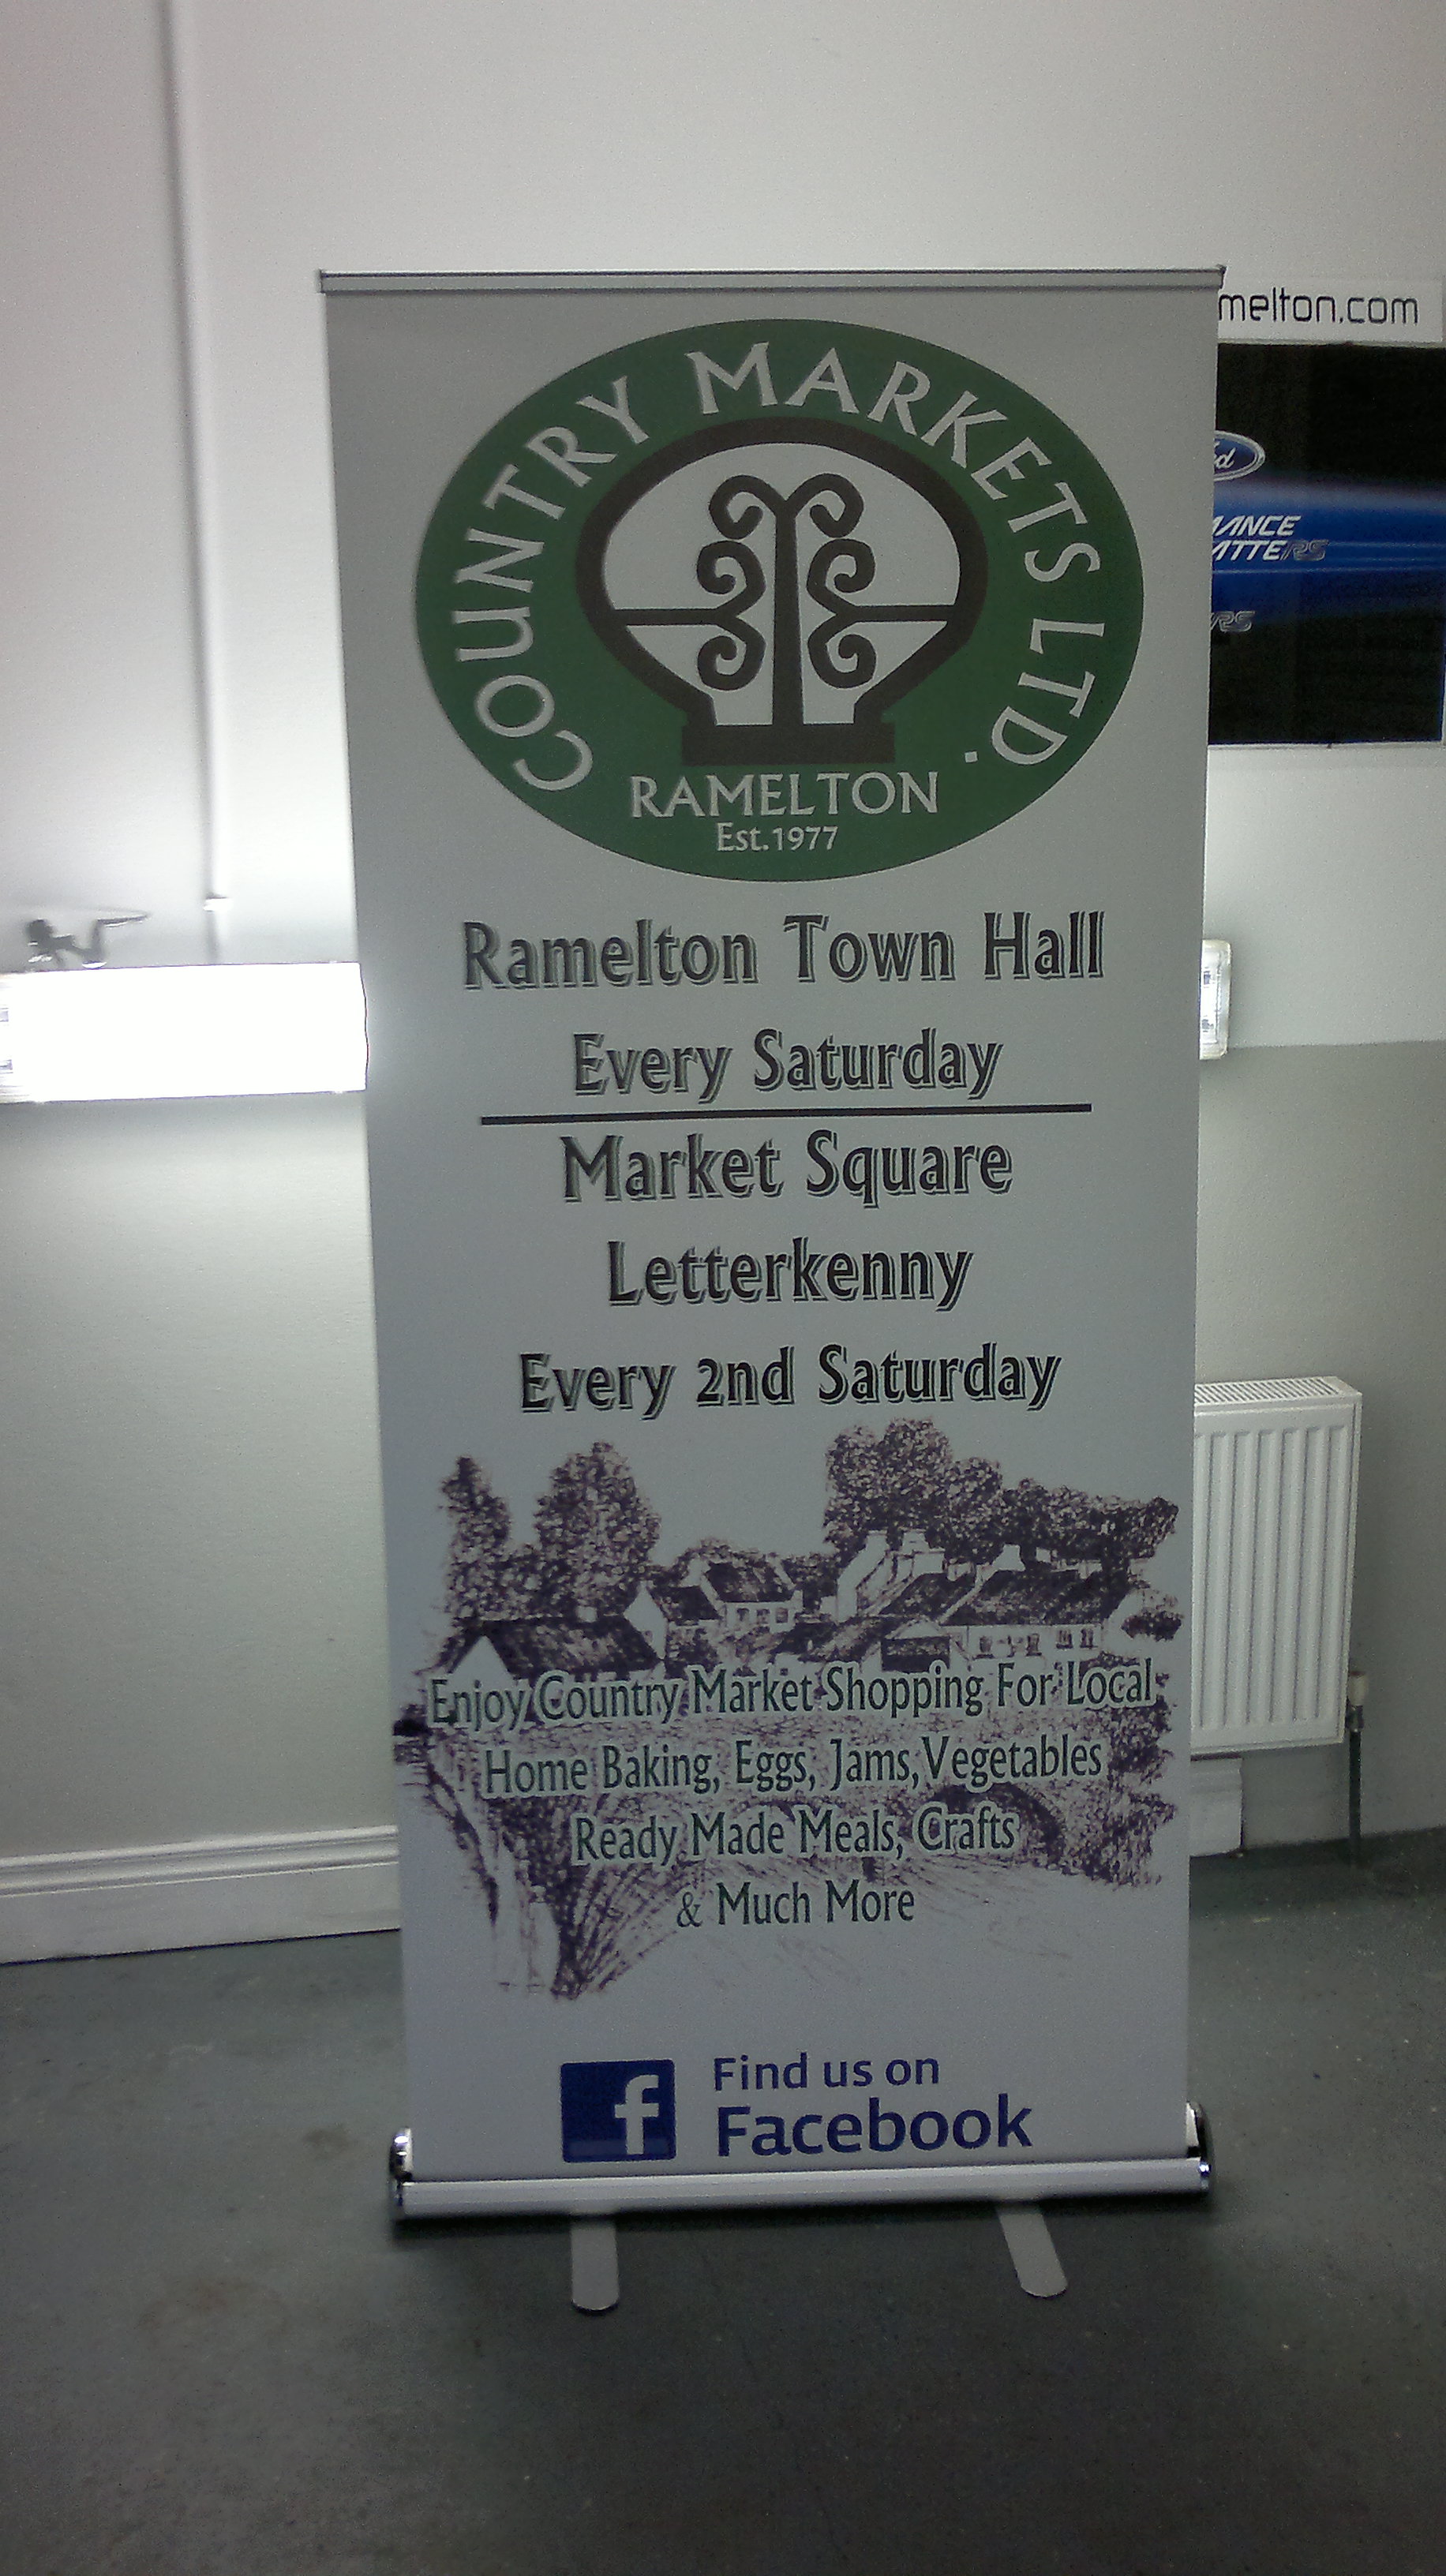 COUNTRY MARKETS LTD.
RAMELTON
Est.1977
Ramelton Town Hall
Every Saturday
Market Square
Letterkenny
Every 2nd Saturday
Enjoy Country Market Shopping For Local
Home Baking, Eggs, Jams,Vegetables
Ready Made Meals, Crafts
& Much More
f
Find us on
Facebook
melton.com
RS